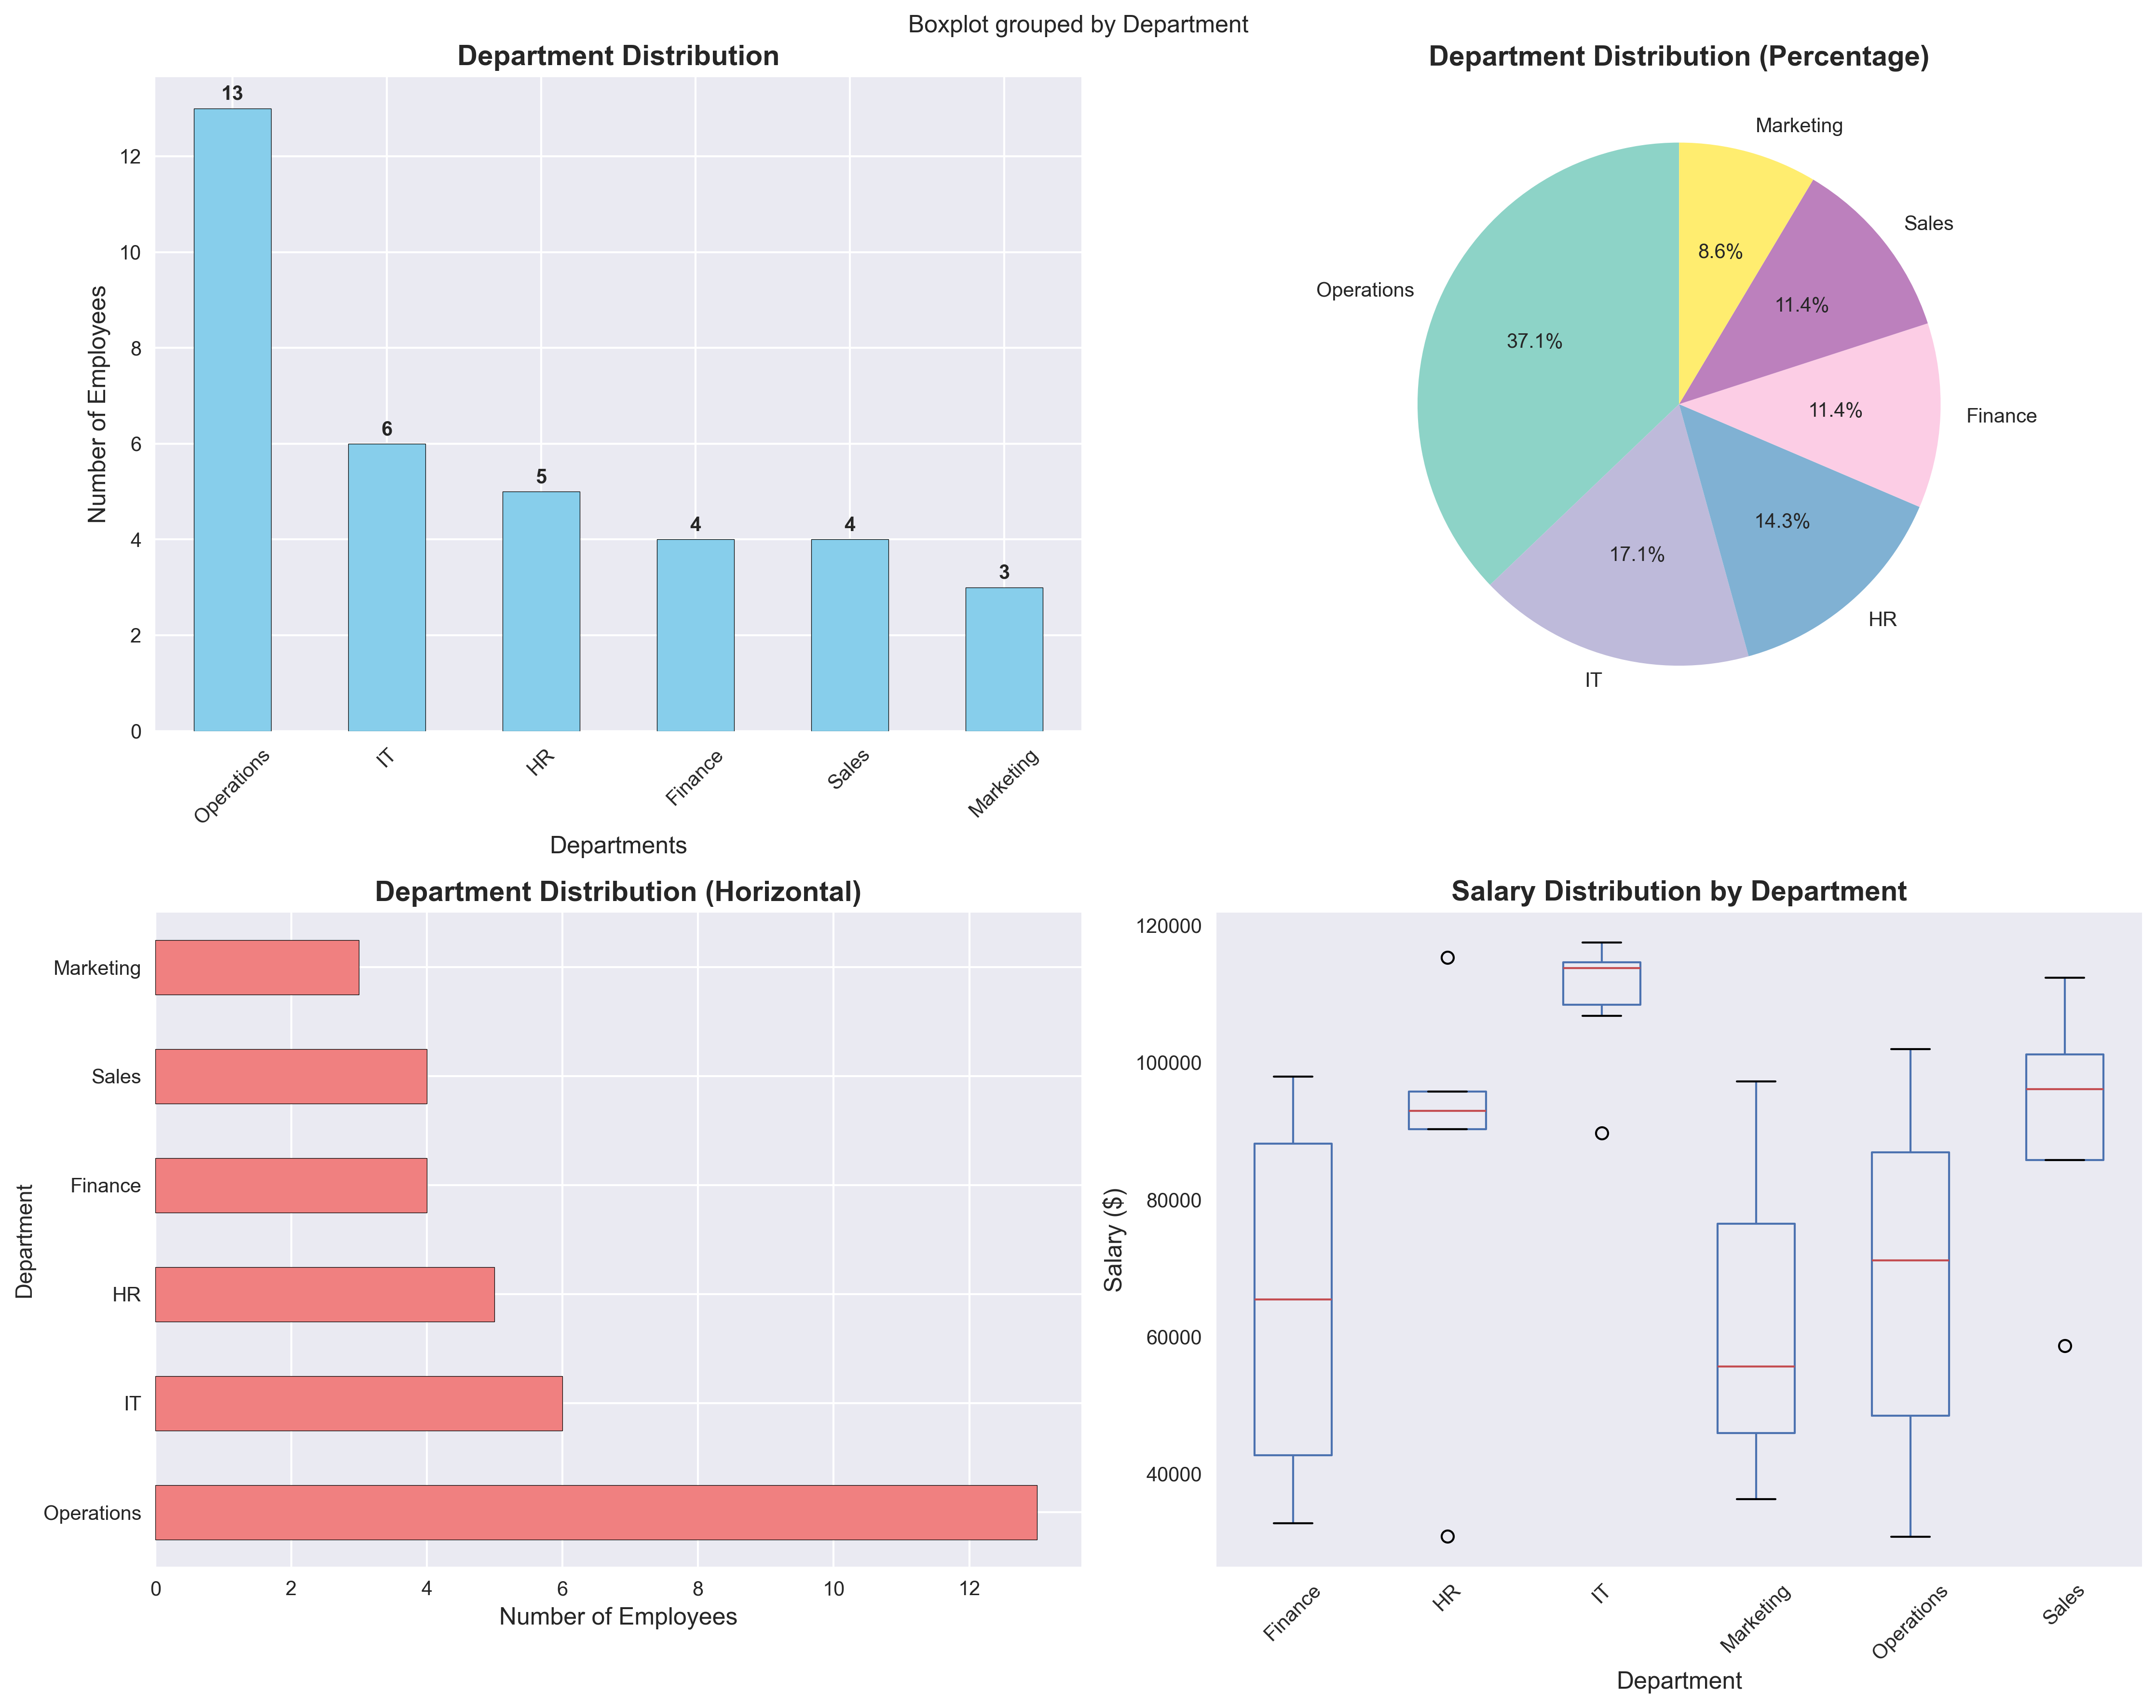 Boxplot grouped by Department
Department Distribution
Number of Employees
12
10
8
6
4
2
0
13
6
5
4
4
3
Operations
IT
HR
Finance
Sales
Marketing
Departments
Department Distribution (Percentage)
Marketing
Sales
Operations
Finance
HR
IT
8.6%
11.4%
37.1%
11.4%
14.3%
17.1%
Department Distribution (Horizontal)
Department
Marketing
Sales
Finance
HR
IT
Operations
0
2
4
6
8
10
12
Number of Employees
Salary Distribution by Department
Salary ($)
120000
100000
80000
60000
40000
Finance
HR
IT
Marketing
Operations
Sales
Department